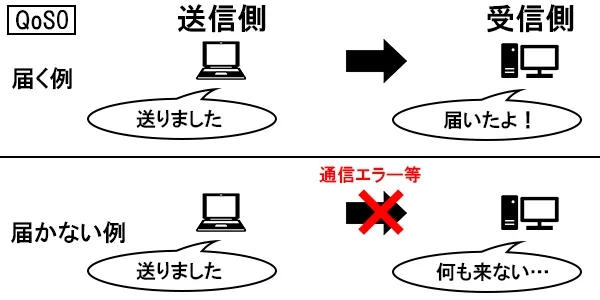 QoS0
送信側
受信側
届く例
送りました
届いたよ！
通信エラー等
届かない例
送りました
何も来ない…